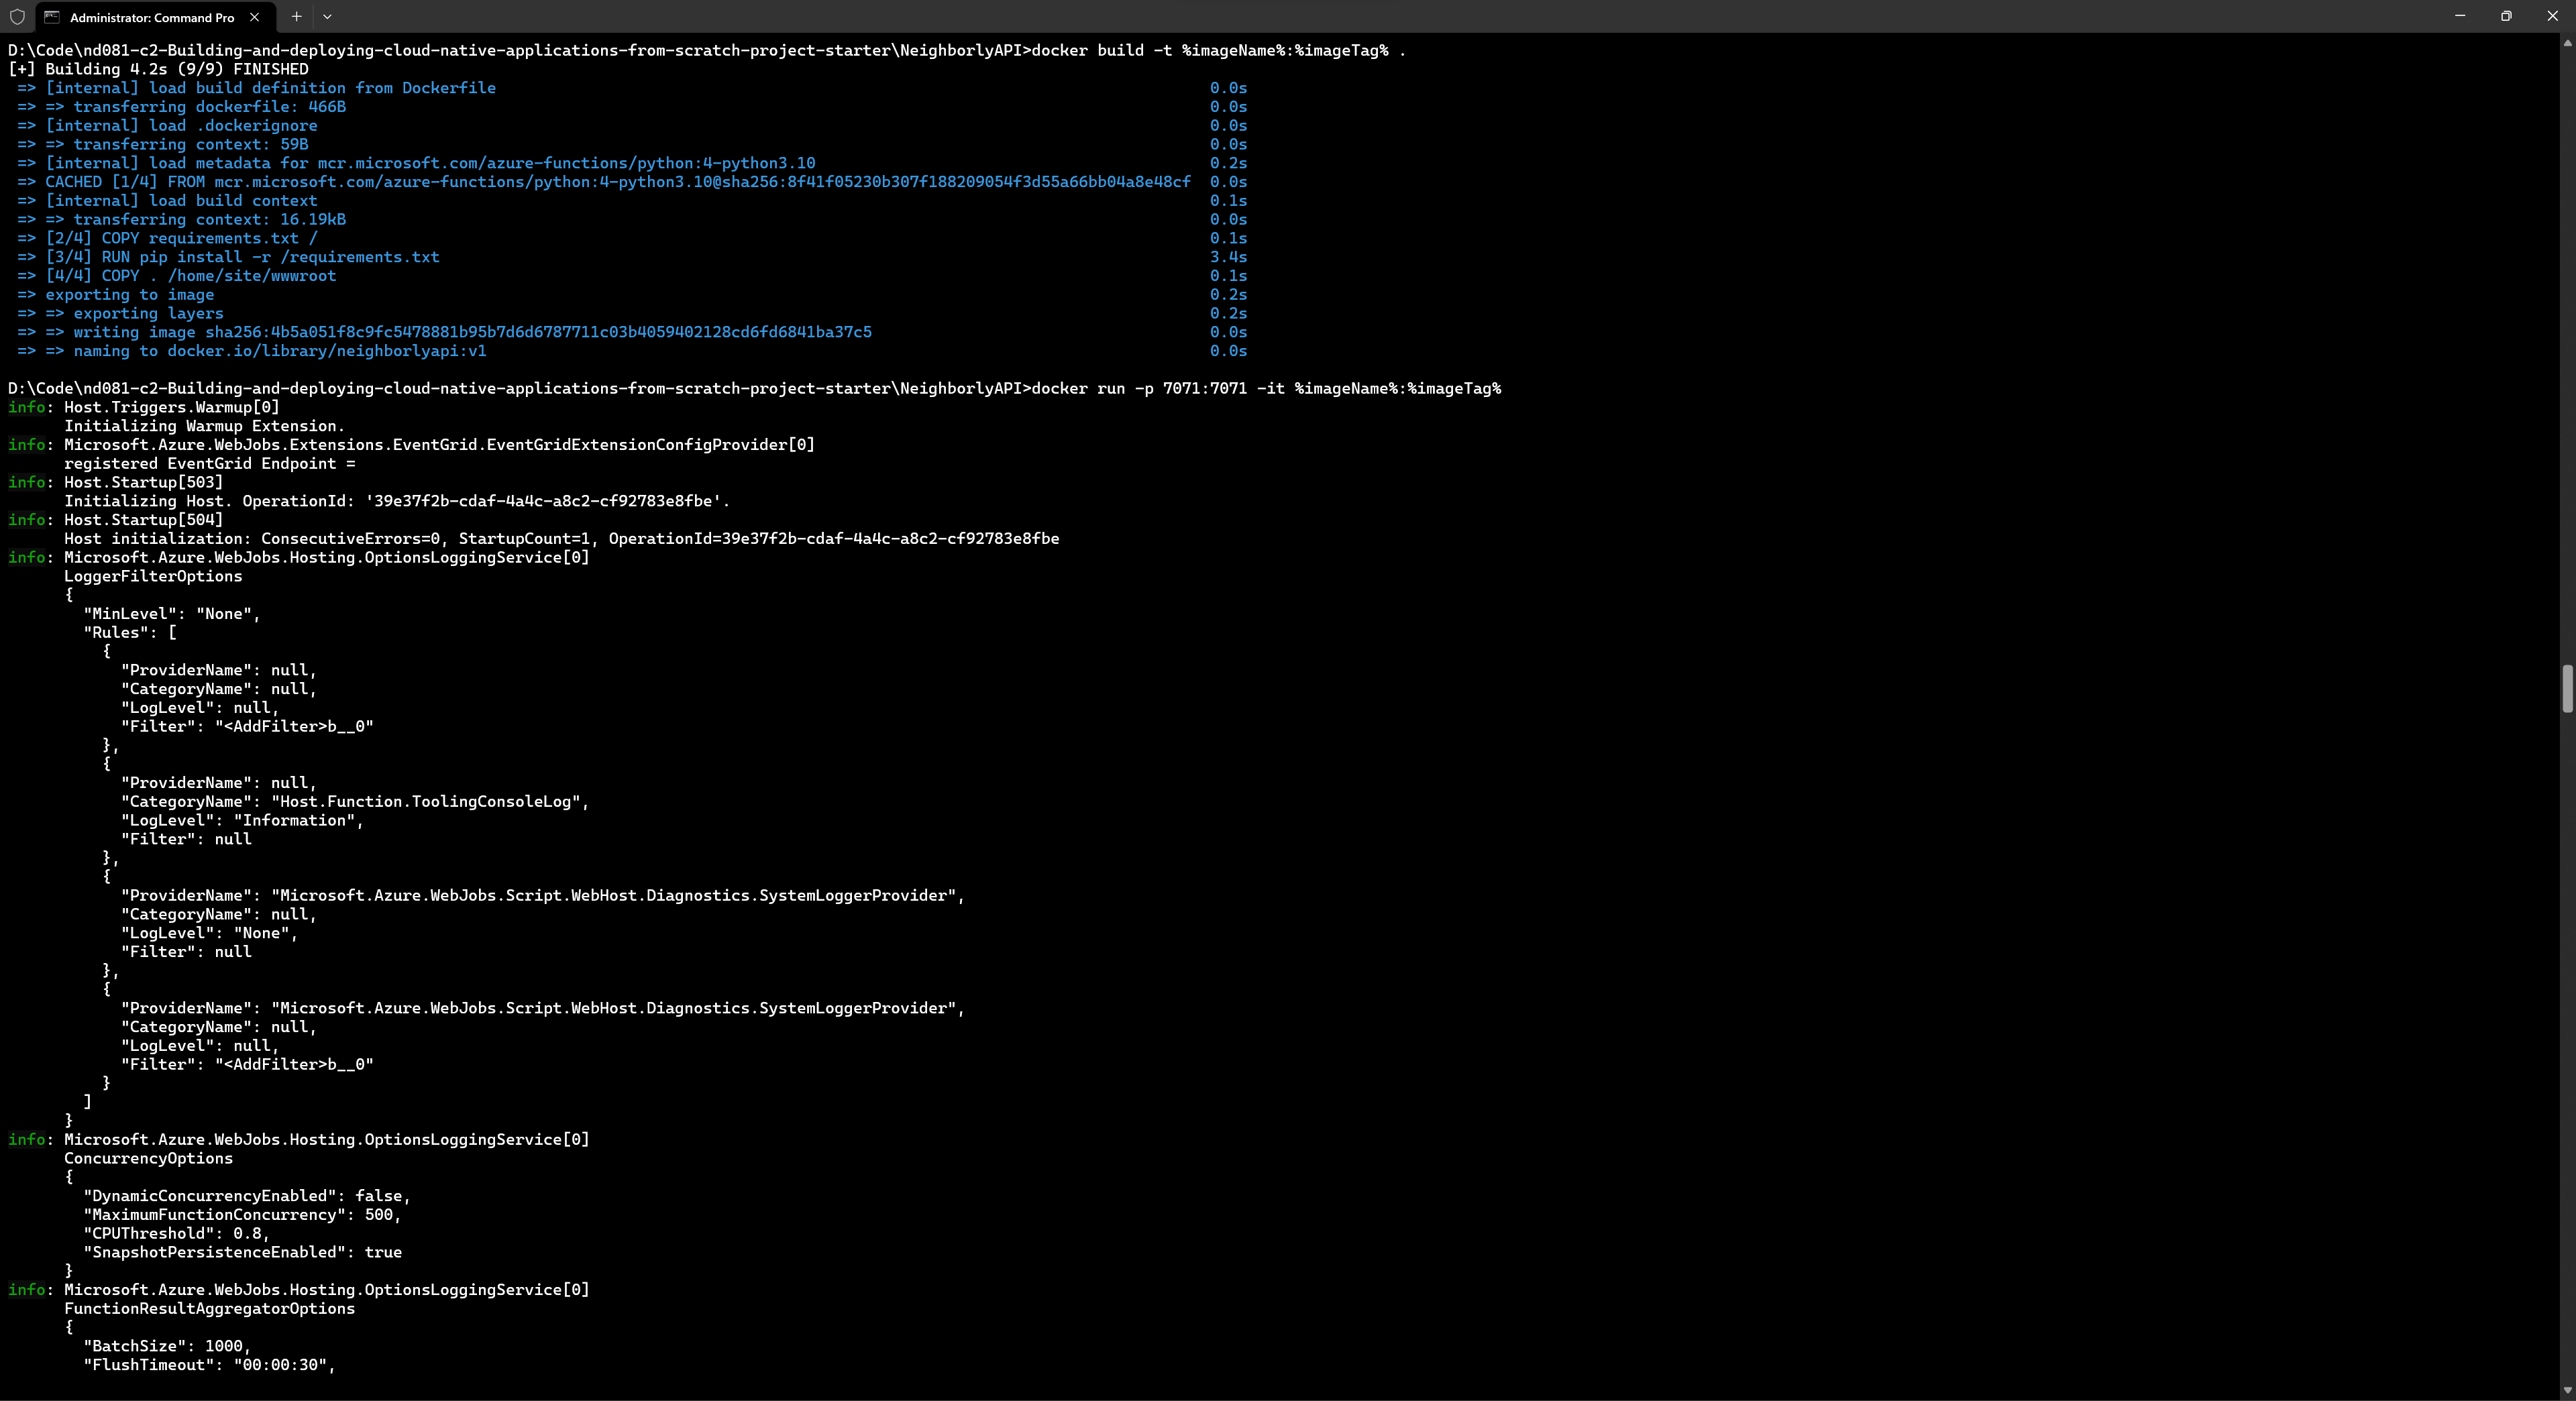 Administrator: Command Pro
D:\Code\nd081-c2-Building-and-deploying-cloud-native-applications-from-scratch-project-starter\NeighborlyAPI>docker build -t %imageName%:%imageTag% .
[+] Building 4.2s (9/9) FINISHED
=> [internal] load build definition from Dockerfile 0.0s
=> => transferring dockerfile: 466B 0.0s
=> [internal] load .dockerignore 0.0s
=> => transferring context: 59B 0.0s
=> [internal] load metadata for mcr.microsoft.com/azure-functions/python:4-python3.10 0.2s
=> CACHED [1/4] FROM mcr.microsoft.com/azure-functions/python:4-python3.10@sha256:8f41f05230b307f188209054f3d55a66bb04a8e48cf 0.0s
=> [internal] load build context 0.1s
=> => transferring context: 16.19kB 0.0s
=> [2/4] COPY requirements.txt / 0.1s
=> [3/4] RUN pip install -r /requirements.txt 3.4s
=> [4/4] COPY . /home/site/wwwroot 0.1s
=> exporting to image 0.2s
=> => exporting layers 0.2s
=> => writing image sha256:4b5a051f8c9fc5478881b95b7d6d6787711c03b4059402128cd6fd6841ba37c5 0.0s
=> => naming to docker.io/library/neighborlyapi:v1 0.0s
D:\Code\nd081-c2-Building-and-deploying-cloud-native-applications-from-scratch-project-starter\NeighborlyAPI>docker run -p 7071:7071 -it %imageName%:%imageTag%
info: Host.Triggers.Warmup[0]
Initializing Warmup Extension.
info: Microsoft.Azure.WebJobs.Extensions.EventGrid.EventGridExtensionConfigProvider[0]
registered EventGrid Endpoint =
info: Host.Startup[503]
Initializing Host. OperationId: '39e37f2b-cdaf-4a4c-a8c2-cf92783e8fbe'.
info: Host.Startup[504]
Host initialization: ConsecutiveErrors=0, StartupCount=1, OperationId=39e37f2b-cdaf-4a4c-a8c2-cf92783e8fbe
info: Microsoft.Azure.WebJobs.Hosting.OptionsLoggingService[0]
LoggerFilterOptions
{
"MinLevel": "None",
"Rules": [
{
"ProviderName": null,
"CategoryName": null,
"LogLevel": null,
"Filter": "<AddFilter>b__0"
},
{
"ProviderName": null,
"CategoryName": "Host.Function.ToolingConsoleLog",
"LogLevel": "Information",
"Filter": null
},
{
"ProviderName": "Microsoft.Azure.WebJobs.Script.WebHost.Diagnostics.SystemLoggerProvider",
"CategoryName": null,
"LogLevel": "None",
"Filter": null
},
{
"ProviderName": "Microsoft.Azure.WebJobs.Script.WebHost.Diagnostics.SystemLoggerProvider",
"CategoryName": null,
"LogLevel": null,
"Filter": "<AddFilter>b__0"
}
]
}
info: Microsoft.Azure.WebJobs.Hosting.OptionsLoggingService[0]
ConcurrencyOptions
{
"DynamicConcurrencyEnabled": false,
"MaximumFunctionConcurrency": 500,
"CPUThreshold": 0.8,
"SnapshotPersistenceEnabled": true
}
info: Microsoft.Azure.WebJobs.Hosting.OptionsLoggingService[0]
FunctionResultAggregatorOptions
{
"BatchSize": 1000,
"FlushTimeout": "00:00:30",